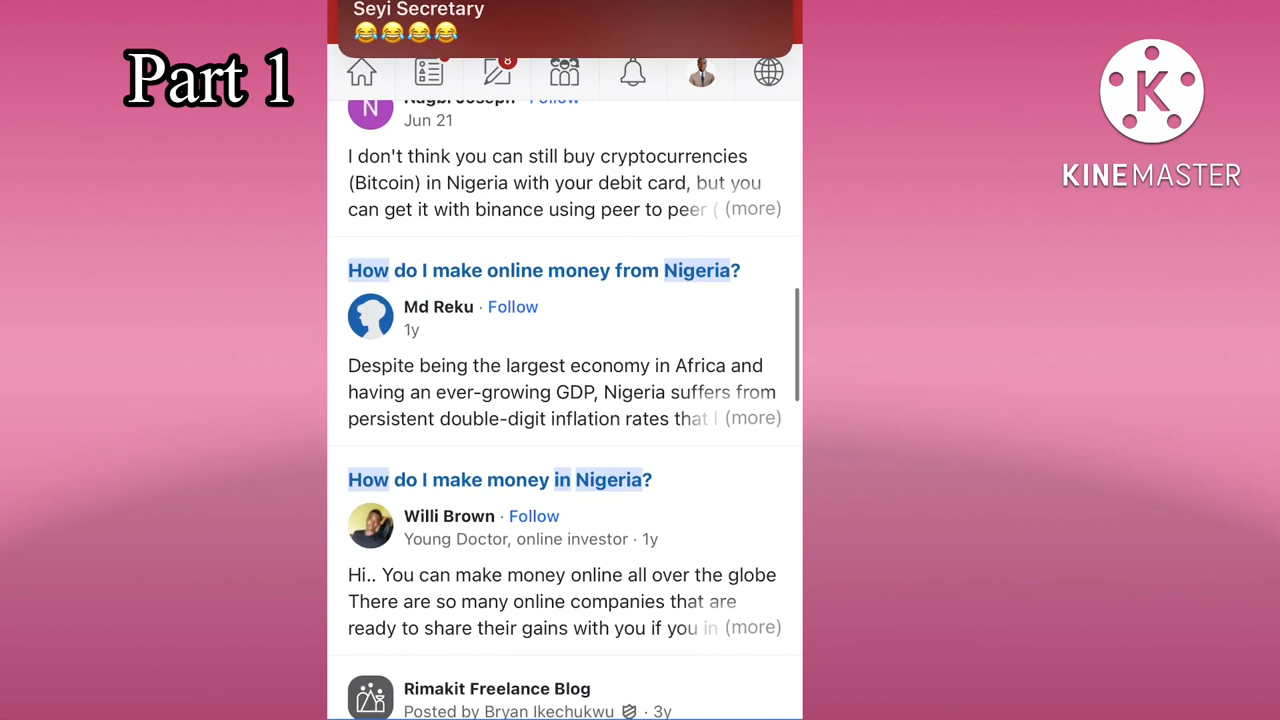 Part 1
Seyi Secretary
😂😂😂😂
8
N
Nagbi Joseph · Follow
Jun 21
I don't think you can still buy cryptocurrencies
(Bitcoin) in Nigeria with your debit card, but you
can get it with binance using peer to peer ( (more)
How do I make online money from Nigeria?
Md Reku · Follow
1y
Despite being the largest economy in Africa and
having an ever-growing GDP, Nigeria suffers from
persistent double-digit inflation rates that (more)
How do I make money in Nigeria?
Willi Brown · Follow
Young Doctor, online investor · 1y
Hi.. You can make money online all over the globe
There are so many online companies that are
ready to share their gains with you if you in (more)
Rimakit Freelance Blog
Posted by Bryan Ikechukwu · 3y
K
KINEMASTER